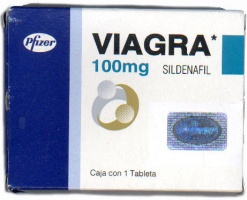 Pfizer
VIAGRA*
100mg SILDENAFIL
Caja con 1 Tableta